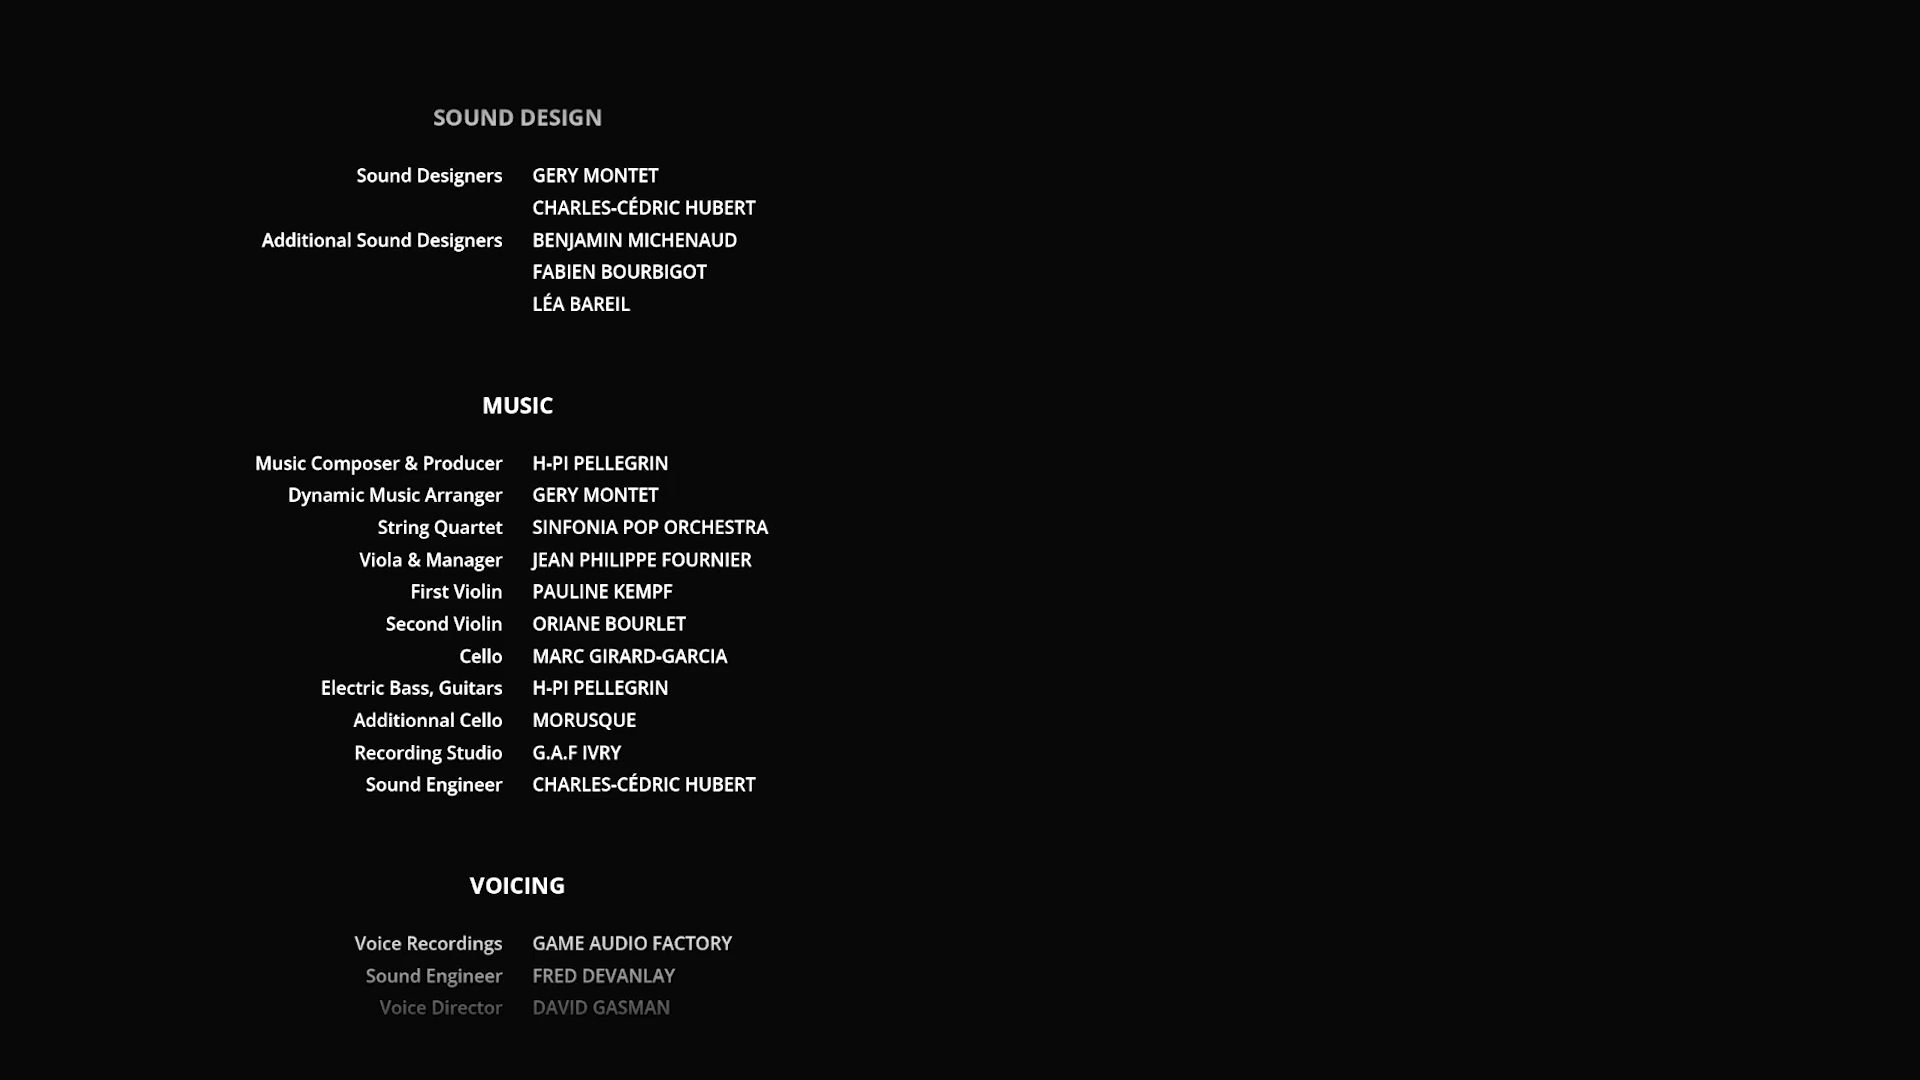 SOUND DESIGN
Sound Designers GERY MONTET
CHARLES-CÉDRIC HUBERT
Additional Sound Designers BENJAMIN MICHENAUD
FABIEN BOURBIGOT
LÉA BAREIL
MUSIC
Music Composer & Producer H-PI PELLEGRIN
Dynamic Music Arranger GERY MONTET
String Quartet SINFONIA POP ORCHESTRA
Viola & Manager JEAN PHILIPPE FOURNIER
First Violin PAULINE KEMPF
Second Violin ORIANE BOURLET
Cello MARC GIRARD-GARCIA
Electric Bass, Guitars H-PI PELLEGRIN
Additionnal Cello MORUSQUE
Recording Studio G.A.F IVRY
Sound Engineer CHARLES-CÉDRIC HUBERT
VOICING
Voice Recordings GAME AUDIO FACTORY
Sound Engineer FRED DEVANLAY
Voice Director DAVID GASMAN